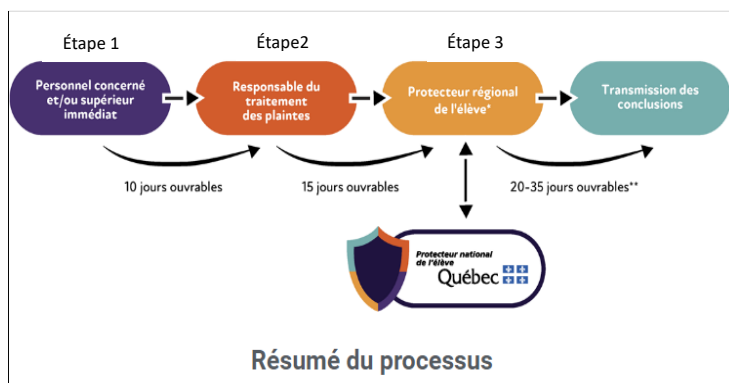 Étape 1
Étape2
Étape 3
Personnel concerné
et/ou supérieur
immédiat
Responsable du
traitement
des plaintes
Protecteur régional
de l'élève*
Transmission des
conclusions
10 jours ouvrables
15 jours ouvrables
20-35 jours ouvrables**
Protecteur national
de l'élève
Québec
Résumé du processus